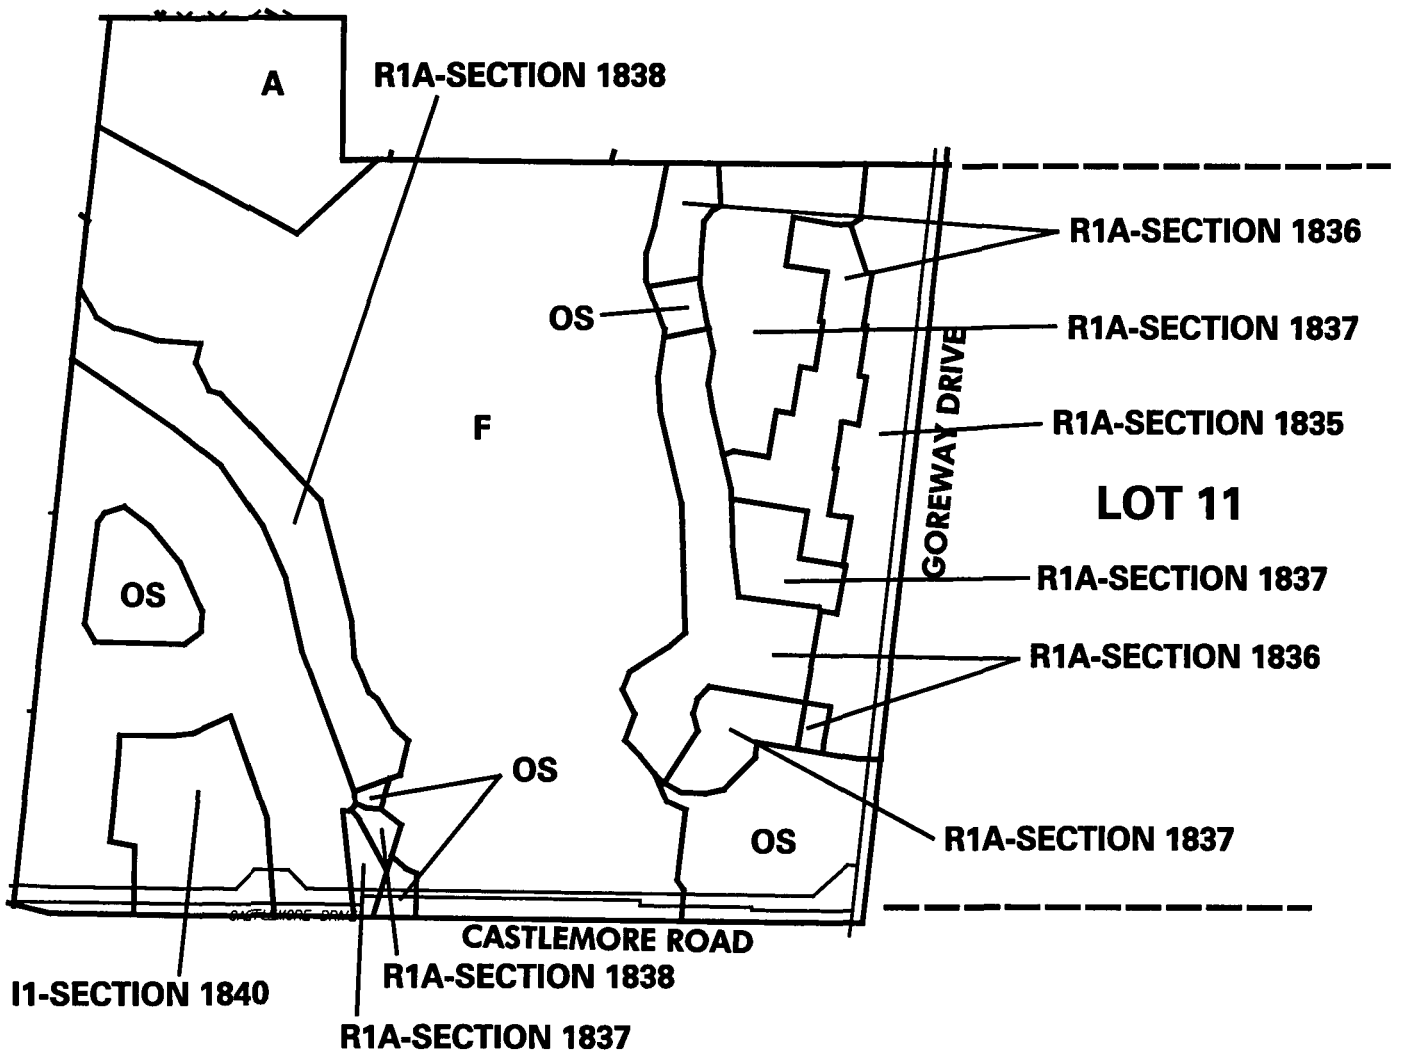 A
R1A-SECTION 1838
R1A-SECTION 1836
OS
R1A-SECTION 1837
GOREWAY DRIVE
F
R1A-SECTION 1835
LOT 11
OS
R1A-SECTION 1837
R1A-SECTION 1836
OS
OS
R1A-SECTION 1837
CASTLEMORE ROAD
R1A-SECTION 1838
I1-SECTION 1840
R1A-SECTION 1837